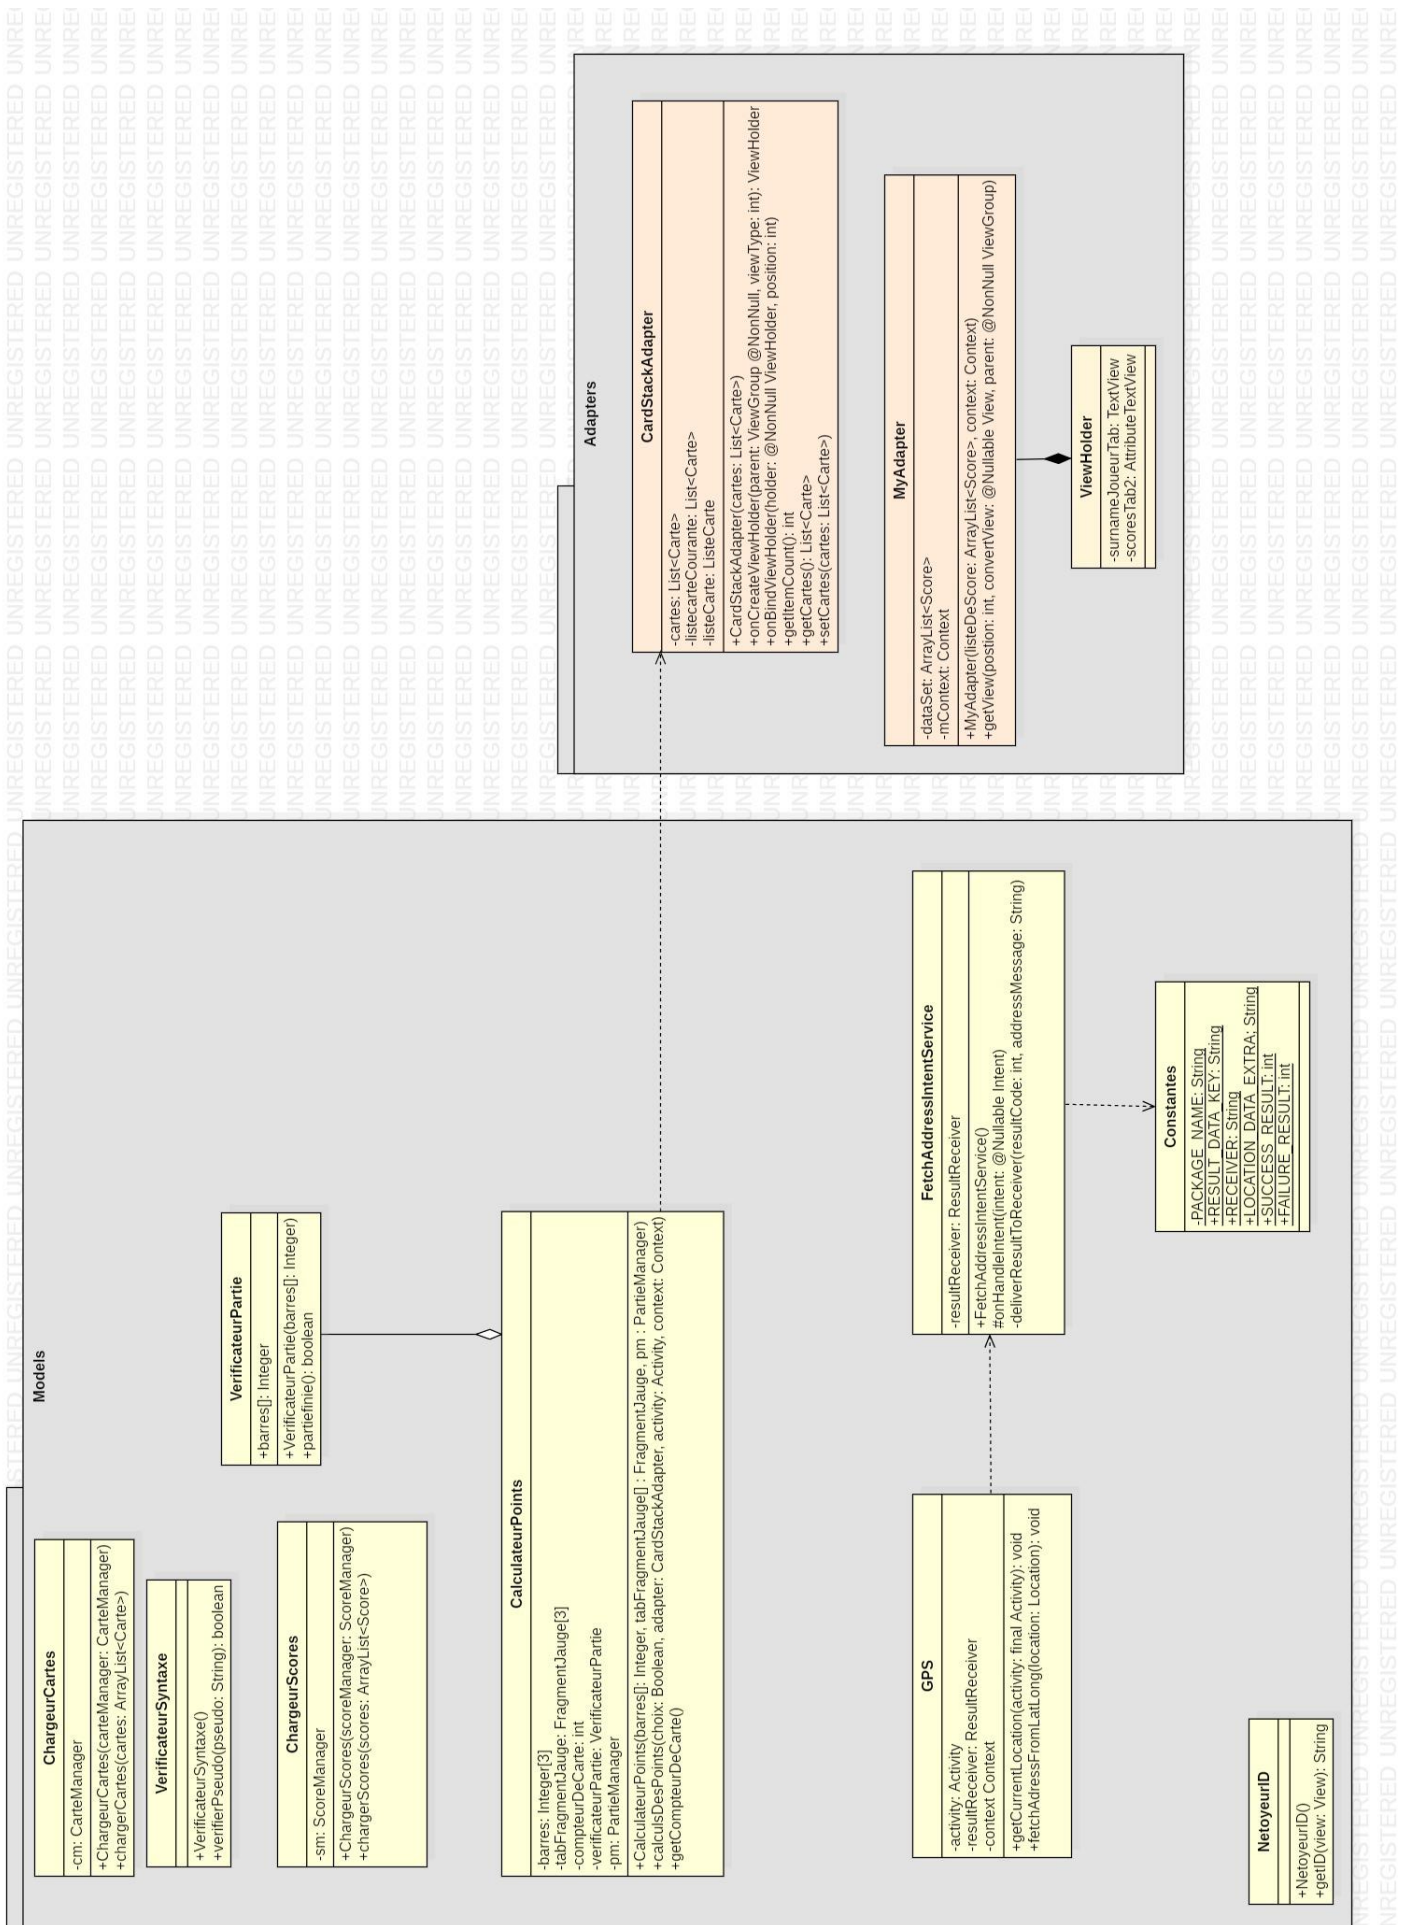 Models
ChargeurCartes
-cm: CarteManager
+ChargeurCartes(carteManager: CarteManager)
+chargerCartes(cartes: ArrayList<Carte>)
VerificateurSyntaxe
+VerificateurSyntaxe()
+verifierPseudo(pseudo: String): boolean
ChargeurScores
-sm: ScoreManager
+ChargeurScores(scoreManager: ScoreManager)
+chargerScores(scores: ArrayList<Score>)
VerificateurPartie
+barres[]: Integer
+VerificateurPartie(barres[]: Integer)
+partiefinie(): boolean
CalculateurPoints
-barres: Integer[3]
-tabFragmentJauge: FragmentJauge[3]
-compteurDeCarte: int
-verificateurPartie: VerificateurPartie
-pm: PartieManager
+CalculateurPoints(barres[]: Integer, tabFragmentJauge[] : FragmentJauge, pm : PartieManager)
+calculsDesPoints(choix: Boolean, adapter: CardStackAdapter, activity: Activity, context: Context)
+getCompteurDeCarte()
GPS
-activity: Activity
-resultReceiver: ResultReceiver
-context Context
+getCurrentLocation(activity: final Activity): void
+fetchAdressFromLatLong(location: Location): void
FetchAddressIntentService
-resultReceiver: ResultReceiver
+FetchAddressIntentService()
#onHandleIntent(intent: @Nullable Intent)
-deliverResultToReceiver(resultCode: int, addressMessage: String)
Constantes
-PACKAGE_NAME: String
+RESULT_DATA_KEY: String
+RECEIVER: String
+LOCATION_DATA_EXTRA: String
+SUCCESS_RESULT: int
+FAILURE_RESULT: int
NetoyeurID
+NetoyeurID()
+getID(view: View): String
Adapters
CardStackAdapter
-cartes: List<Carte>
-listecarteCourante: List<Carte>
-listeCarte: ListeCarte
+CardStackAdapter(cartes: List<Carte>)
+onCreateViewHolder(parent: ViewGroup @NonNull, viewType: int): ViewHolder
+onBindViewHolder(holder: @NonNull ViewHolder, position: int)
+getItemCount(): int
+getCartes(): List<Carte>
+setCartes(cartes: List<Carte>)
MyAdapter
-dataSet: ArrayList<Score>
-mContext: Context
+MyAdapter(listeDeScore: ArrayList<Score>, context: Context)
+getView(postion: int, convertView: @Nullable View, parent: @NonNull ViewGroup)
ViewHolder
-surnameJoueurTab: TextView
-scoresTab2: AttributeTextView
UNREGISTERED